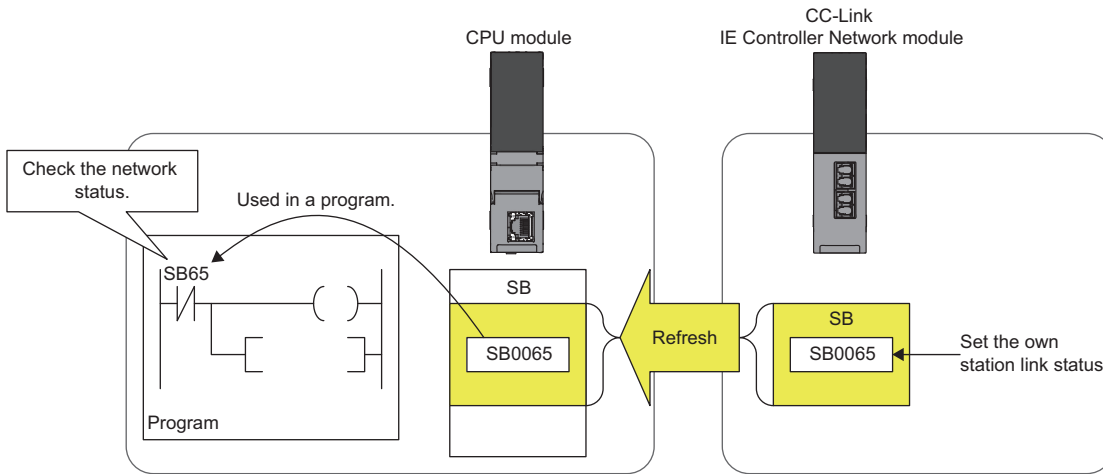 CC-Link
IE Controller Network module
CPU module
Check the network
status.
Used in a program.
SB65
SB
SB
Refresh
SB0065
SB0065
Set the own
station link status
Program